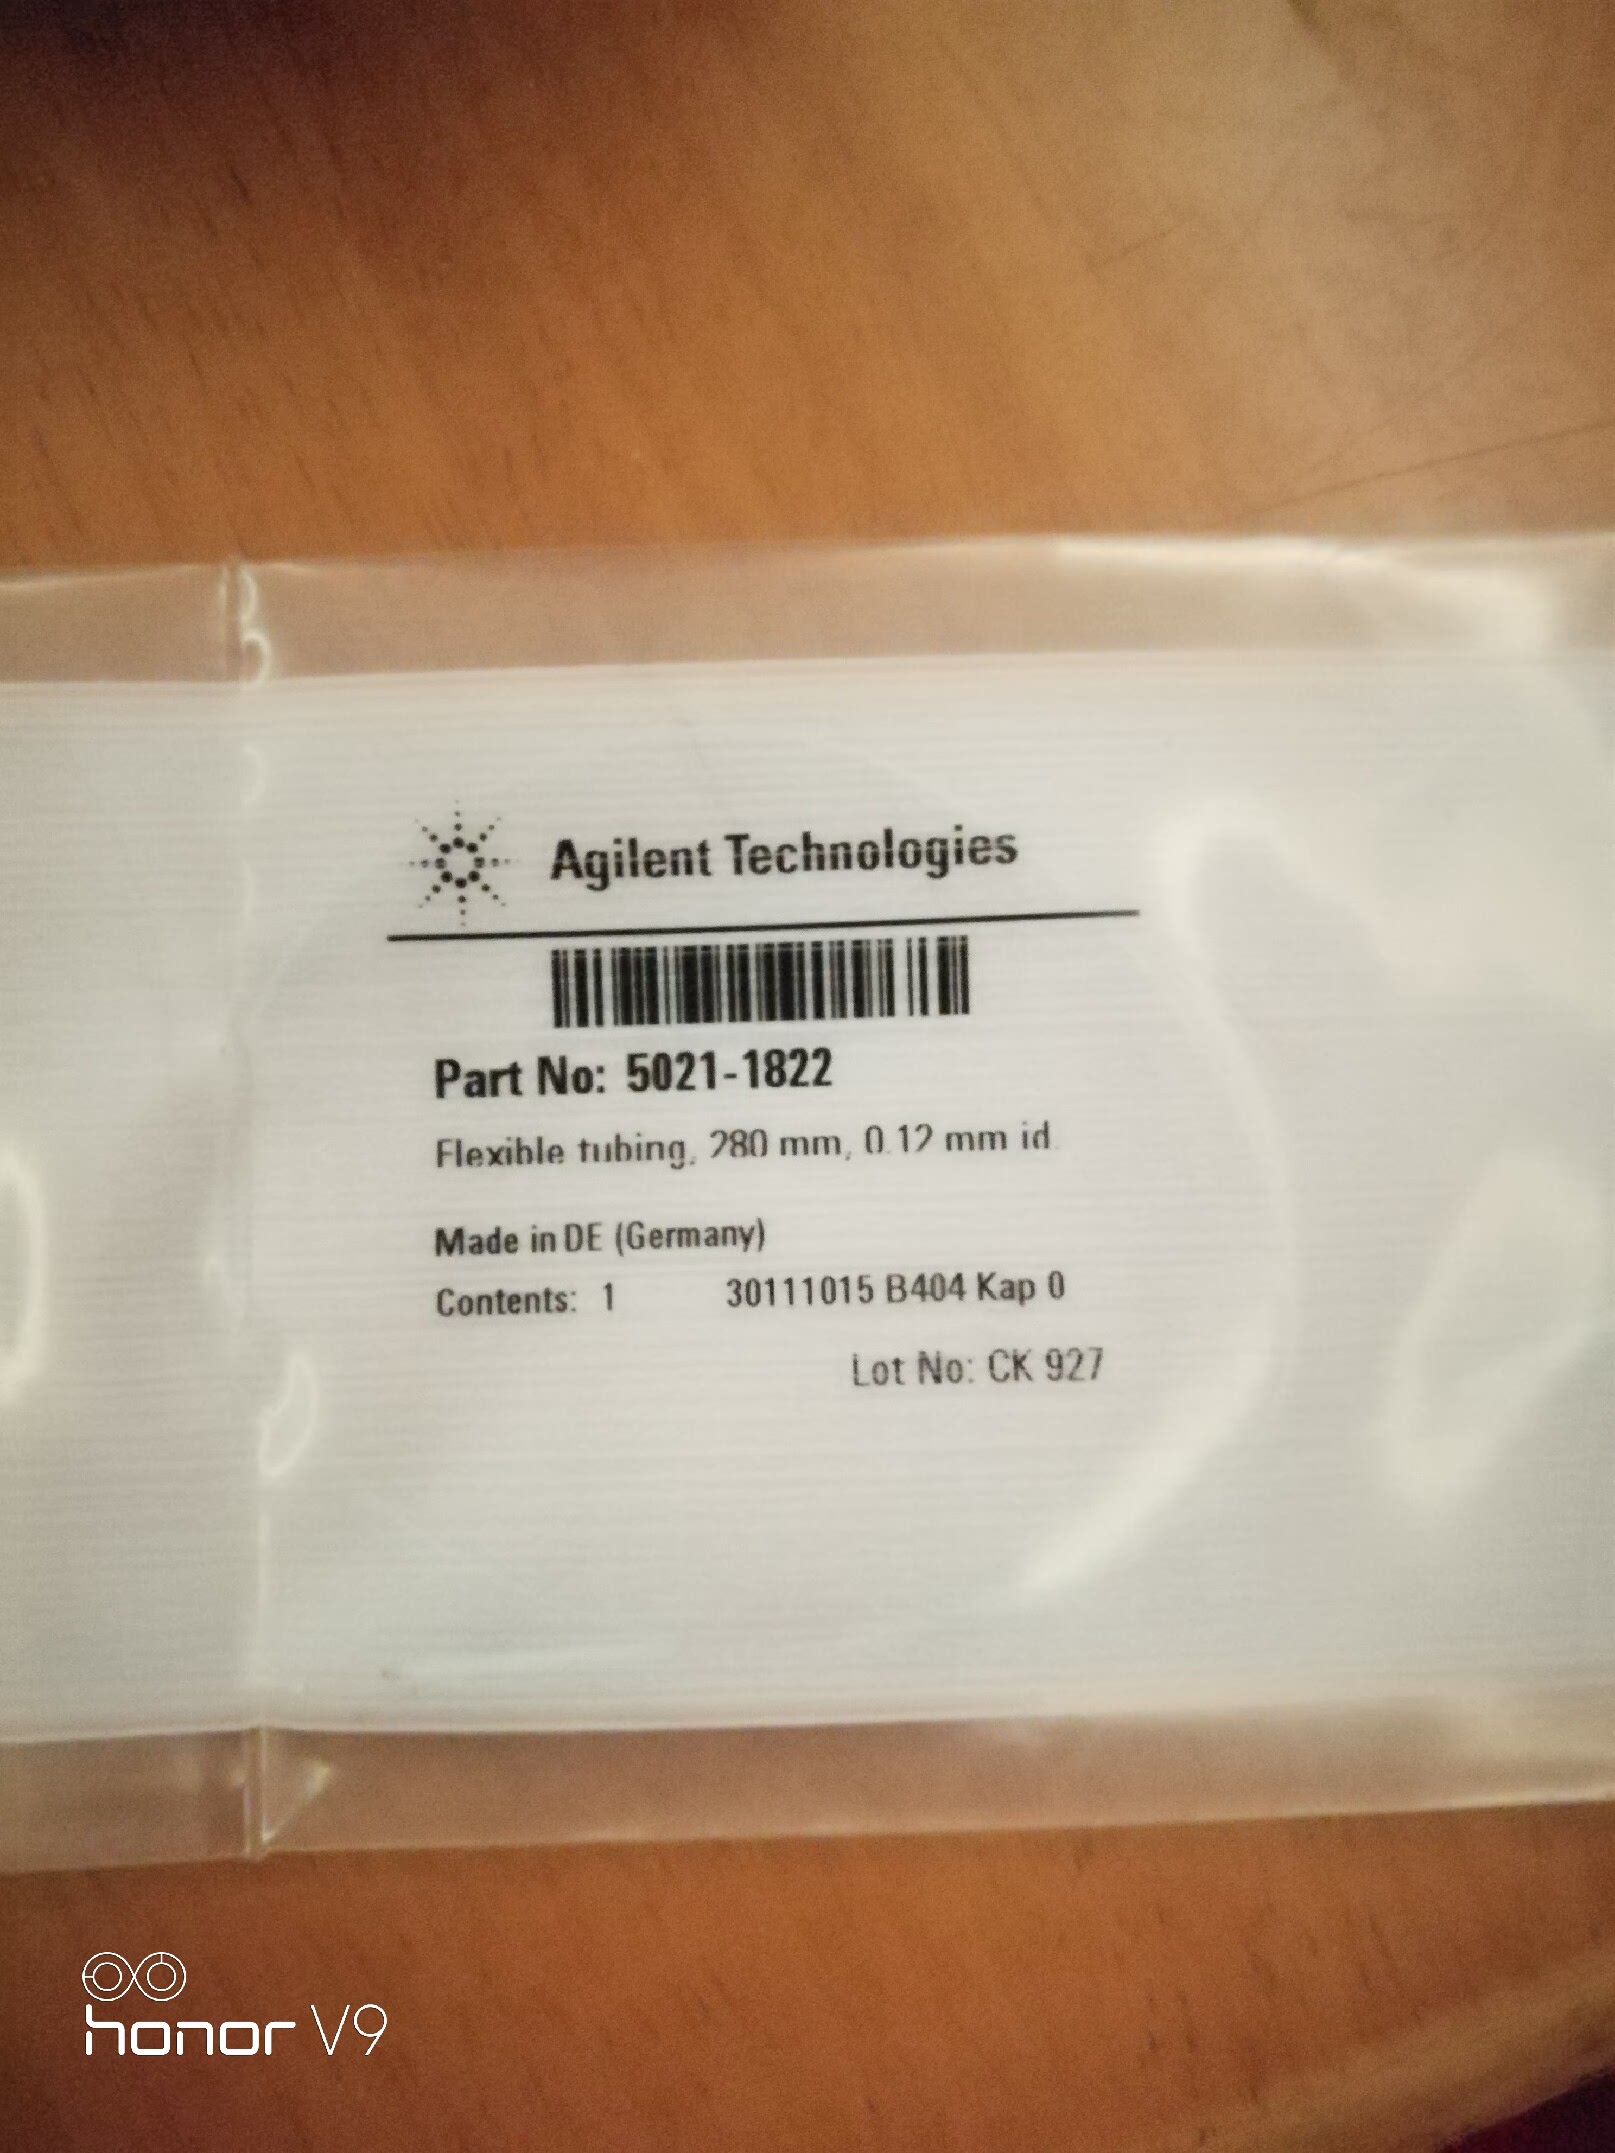 Agilent Technologies
Part No: 5021-1822
Flexible tubing, 280 mm, 0.12 mm id.
Made in DE (Germany)
Contents: 1 30111015 B404 Kap 0
Lot No: CK 927
honor V9